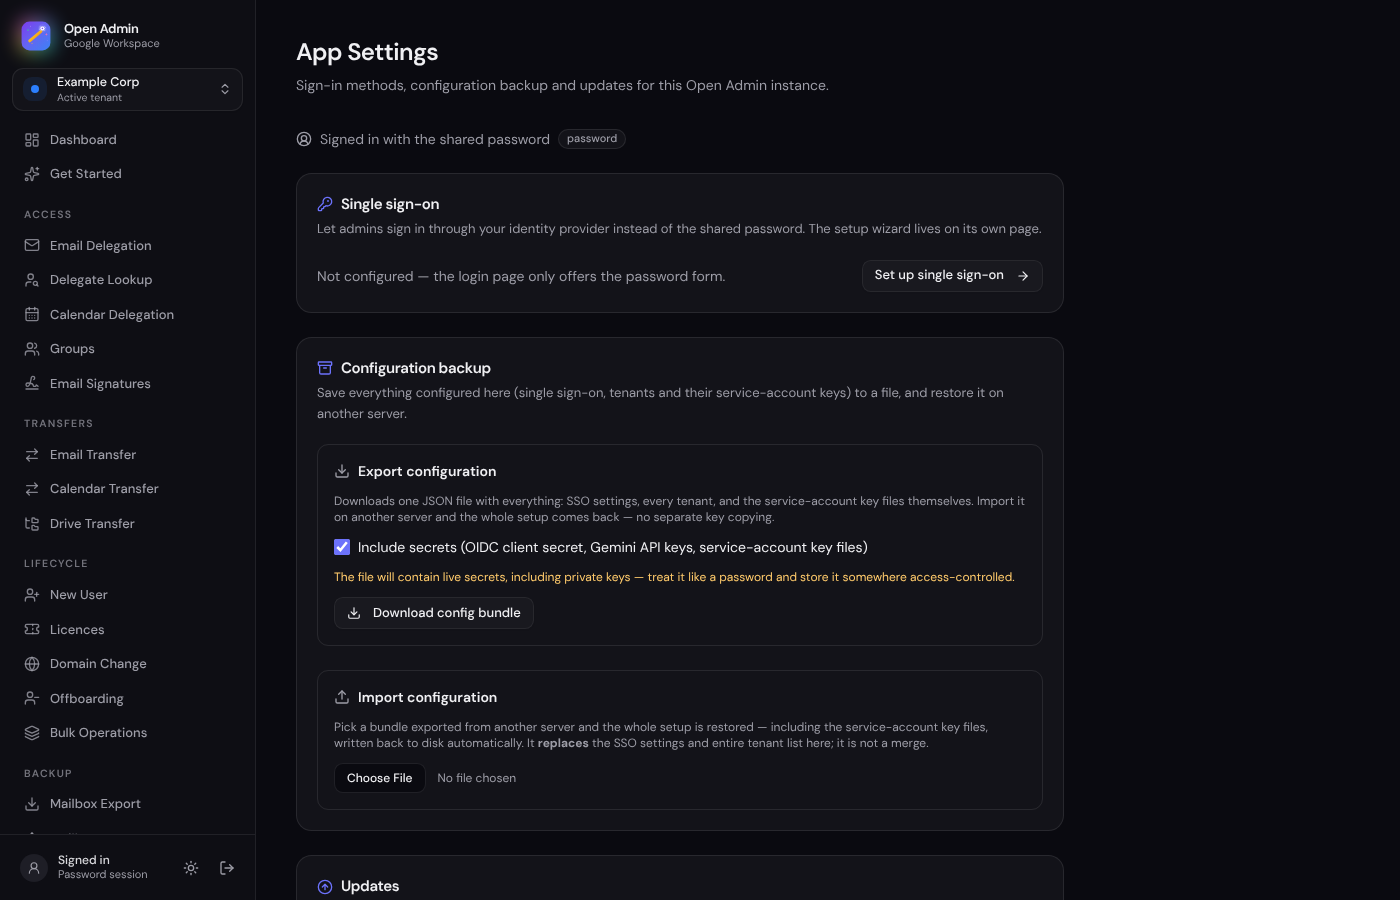 Open Admin
Google Workspace
Example Corp
Active tenant
Dashboard
Get Started
ACCESS
Email Delegation
Delegate Lookup
Calendar Delegation
Groups
Email Signatures
TRANSFERS
Email Transfer
Calendar Transfer
Drive Transfer
LIFECYCLE
New User
Licences
Domain Change
Offboarding
Bulk Operations
BACKUP
Mailbox Export
Signed in
Password session
App Settings
Sign-in methods, configuration backup and updates for this Open Admin instance.
Signed in with the shared password password
Single sign-on
Let admins sign in through your identity provider instead of the shared password. The setup wizard lives on its own page.
Not configured — the login page only offers the password form.
Set up single sign-on
Configuration backup
Save everything configured here (single sign-on, tenants and their service-account keys) to a file, and restore it on
another server.
Export configuration
Downloads one JSON file with everything: SSO settings, every tenant, and the service-account key files themselves. Import it
on another server and the whole setup comes back — no separate key copying.
Include secrets (OIDC client secret, Gemini API keys, service-account key files)
The file will contain live secrets, including private keys — treat it like a password and store it somewhere access-controlled.
Download config bundle
Import configuration
Pick a bundle exported from another server and the whole setup is restored — including the service-account key files,
written back to disk automatically. It replaces the SSO settings and entire tenant list here; it is not a merge.
Choose File No file chosen
Updates